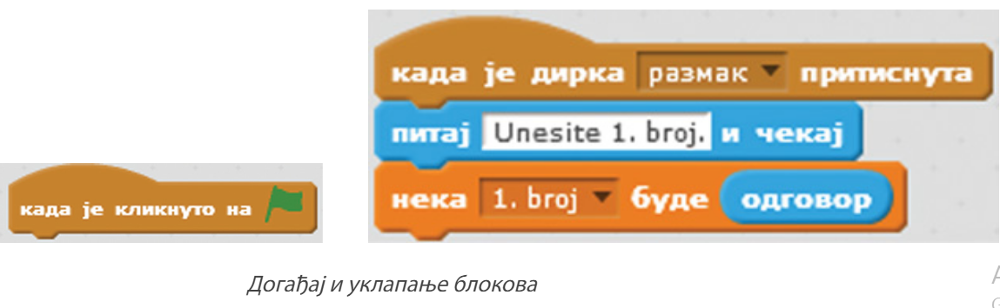 када је кликнуто на
када је дирка размак притиснута
питај Unesite 1. broj. и чекај
нека 1. broj буде одговор
Догађај и уклапање блокова